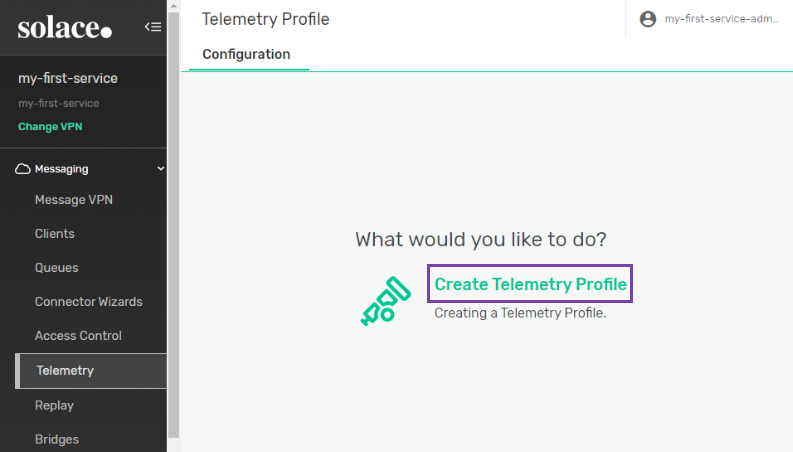 solace.
my-first-service
my-first-service
Change VPN
Messaging
Message VPN
Clients
Queues
Connector Wizards
Access Control
Telemetry
Replay
Bridges
Telemetry Profile
my-first-service-adm...
Configuration
What would you like to do?
Create Telemetry Profile
Creating a Telemetry Profile.